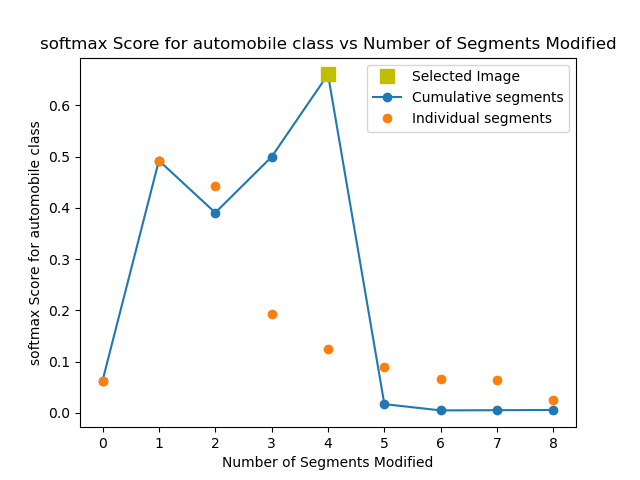 softmax Score for automobile class vs Number of Segments Modified
Selected Image
Cumulative segments
Individual segments
softmax Score for automobile class
0.6
0.5
0.4
0.3
0.2
0.1
0.0
0 1 2 3 4 5 6 7 8
Number of Segments Modified